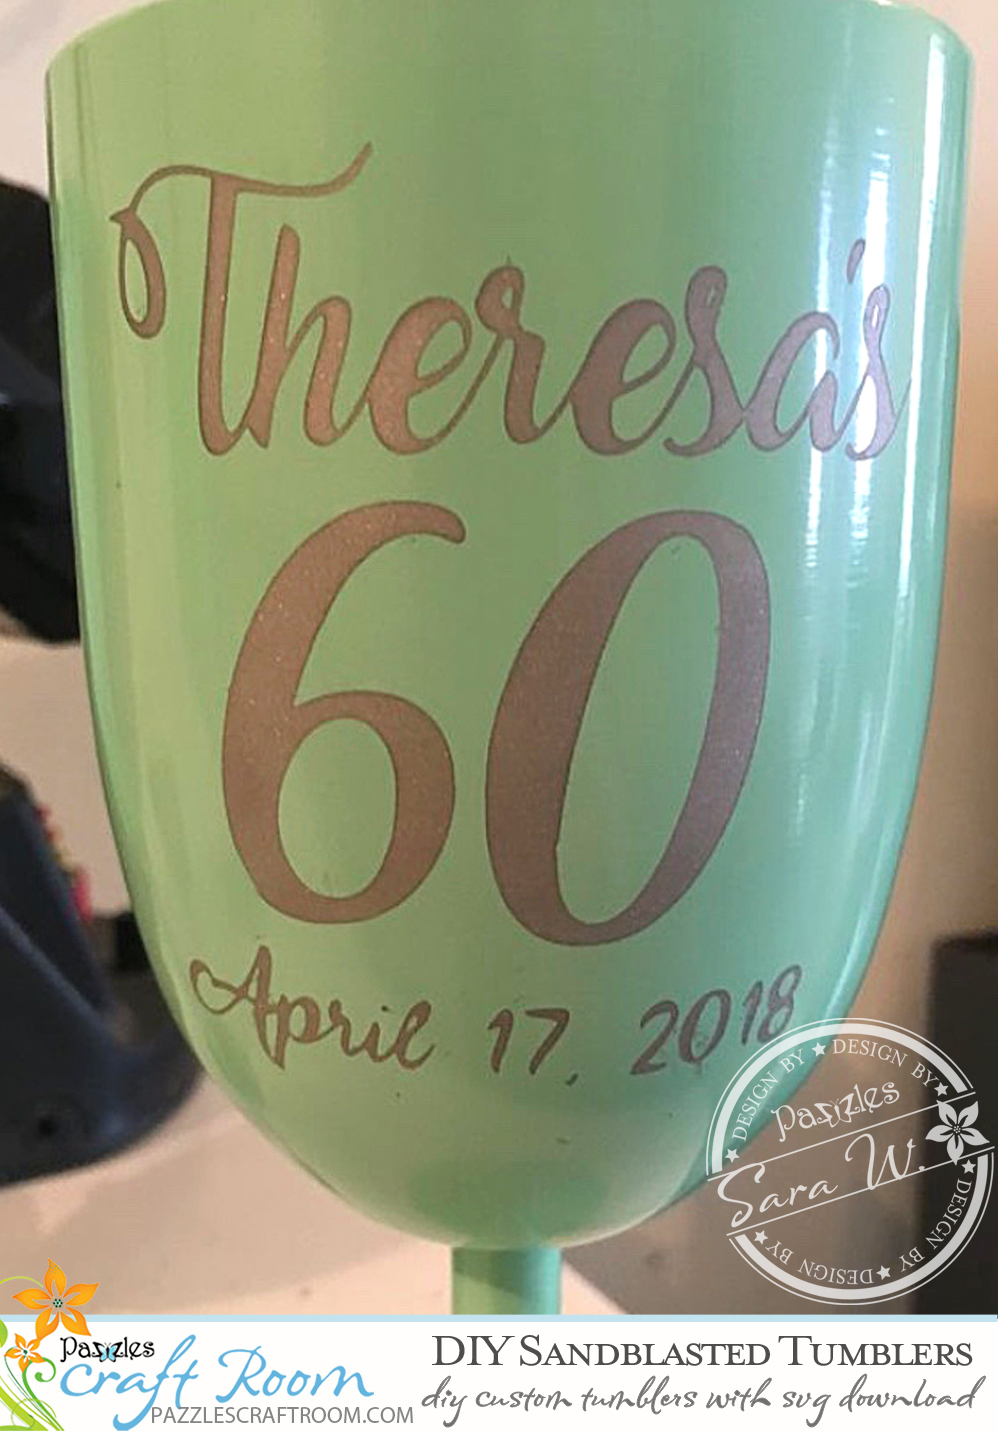 Theresa's
60
April 17, 2018
DESIGN BY ★ DESIGN BY ★
Pazzles
Sara W.
★ DESIGN BY ★ DESIGN BY ★
Pazzles
Craft Room
PAZZLESCRAFTROOM.COM
DIY SANDBLASTED TUMBLERS
diy custom tumblers with svg download